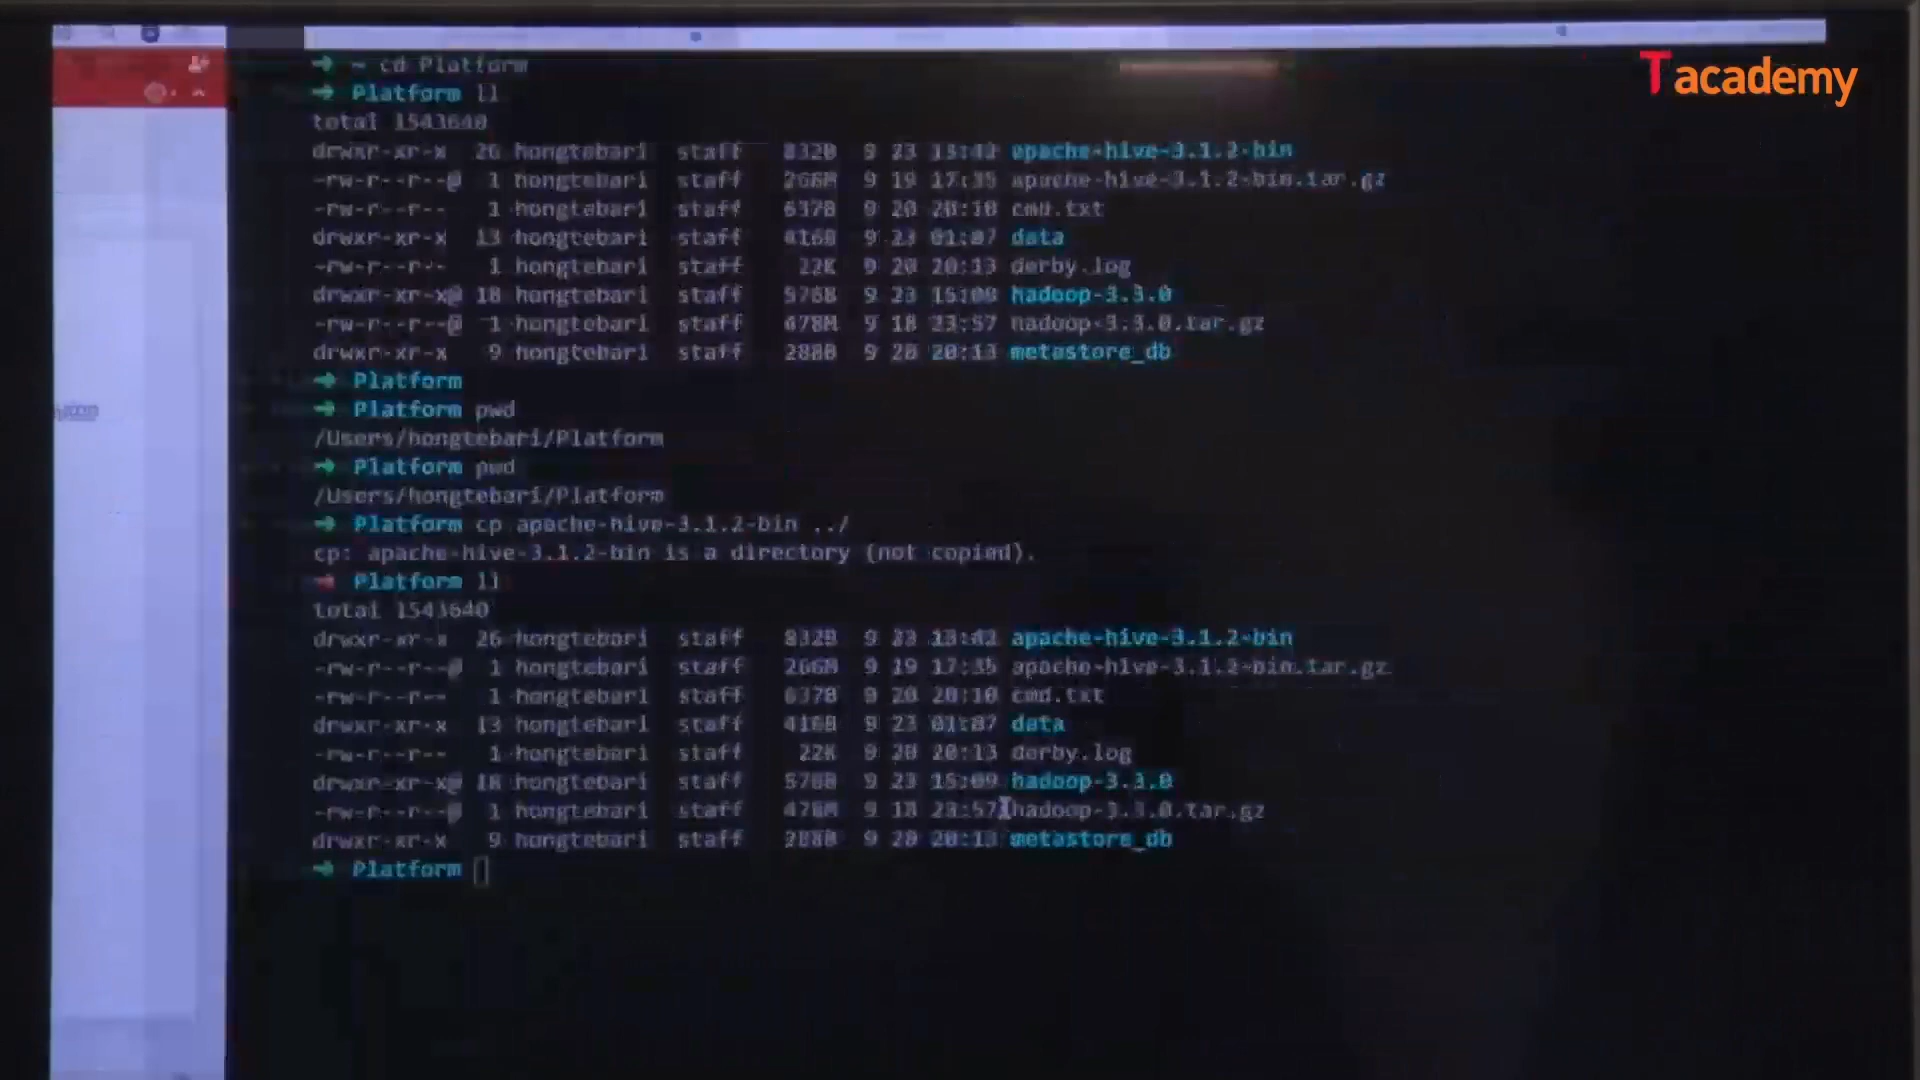 Tacademy
→ ~ cd Platform
→ Platform ll
total 1543640
drwxr-xr-x 26 hongtebari staff 832B 9 23 13:42 apache-hive-3.1.2-bin
-rw-r--r--@ 1 hongtebari staff 266M 9 19 17:35 apache-hive-3.1.2-bin.tar.gz
-rw-r--r-- 1 hongtebari staff 637B 9 20 20:10 cmd.txt
drwxr-xr-x 13 hongtebari staff 416B 9 23 01:07 data
-rw-r--r-- 1 hongtebari staff 22K 9 20 20:13 derby.log
drwxr-xr-x@ 18 hongtebari staff 576B 9 23 15:09 hadoop-3.3.0
-rw-r--r--@ 1 hongtebari staff 478M 9 18 23:57 hadoop-3.3.0.tar.gz
drwxr-xr-x 9 hongtebari staff 288B 9 20 20:13 metastore_db
→ Platform
→ Platform pwd
/Users/hongtebari/Platform
→ Platform pwd
/Users/hongtebari/Platform
→ Platform cp apache-hive-3.1.2-bin ../
cp: apache-hive-3.1.2-bin is a directory (not copied).
→ Platform ll
total 1543640
drwxr-xr-x 26 hongtebari staff 832B 9 23 13:42 apache-hive-3.1.2-bin
-rw-r--r--@ 1 hongtebari staff 266M 9 19 17:35 apache-hive-3.1.2-bin.tar.gz
-rw-r--r-- 1 hongtebari staff 637B 9 20 20:10 cmd.txt
drwxr-xr-x 13 hongtebari staff 416B 9 23 01:07 data
-rw-r--r-- 1 hongtebari staff 22K 9 20 20:13 derby.log
drwxr-xr-x@ 18 hongtebari staff 576B 9 23 15:09 hadoop-3.3.0
-rw-r--r--@ 1 hongtebari staff 478M 9 18 23:57 hadoop-3.3.0.tar.gz
drwxr-xr-x 9 hongtebari staff 288B 9 20 20:13 metastore_db
→ Platform